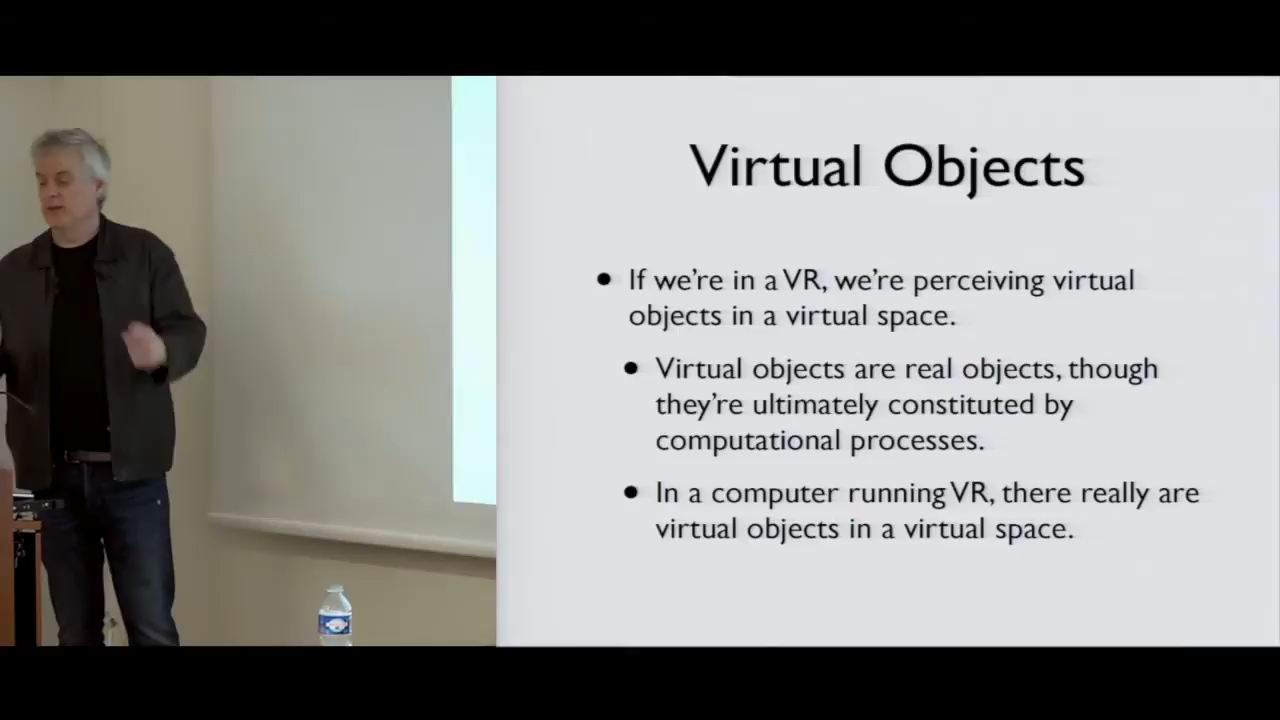 Virtual Objects
• If we're in a VR, we're perceiving virtual
objects in a virtual space.
• Virtual objects are real objects, though
they're ultimately constituted by
computational processes.
• In a computer running VR, there really are
virtual objects in a virtual space.